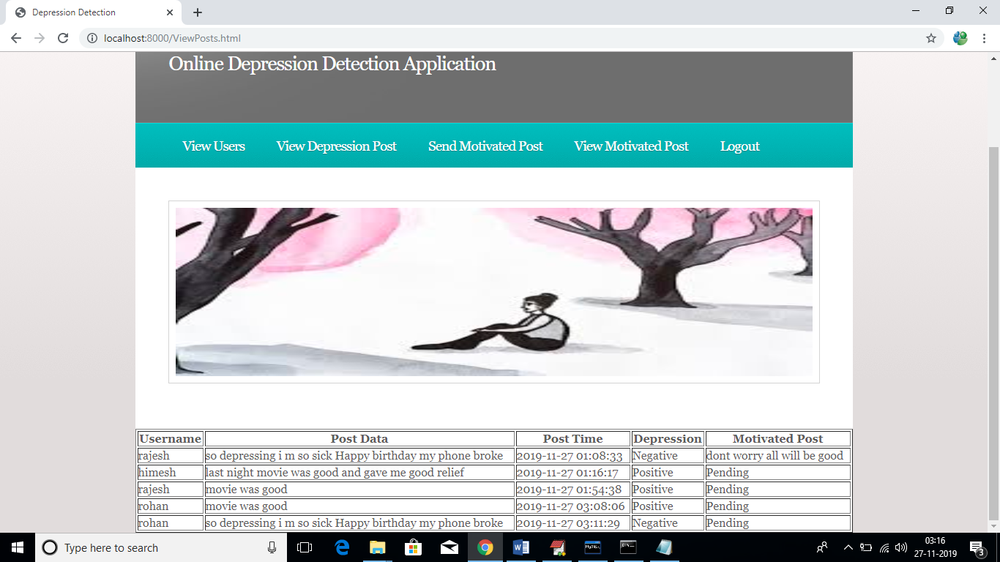 Depression Detection
localhost:8000/ViewPosts.html
Online Depression Detection Application
View Users View Depression Post Send Motivated Post View Motivated Post Logout
Username Post Data Post Time Depression Motivated Post
rajesh so depressing i m so sick Happy birthday my phone broke 2019-11-27 01:08:33 Negative dont worry all will be good
himesh last night movie was good and gave me good relief 2019-11-27 01:16:17 Positive Pending
rajesh movie was good 2019-11-27 01:54:38 Positive Pending
rohan movie was good 2019-11-27 03:08:06 Positive Pending
rohan so depressing i m so sick Happy birthday my phone broke 2019-11-27 03:11:29 Negative Pending
Type here to search
03:16
27-11-2019
3